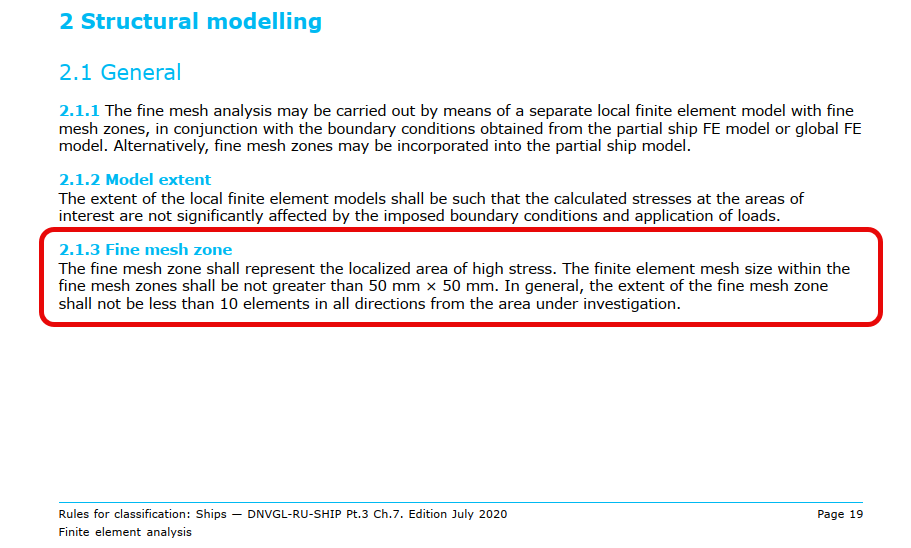 2 Structural modelling
2.1 General
2.1.1 The fine mesh analysis may be carried out by means of a separate local finite element model with fine
mesh zones, in conjunction with the boundary conditions obtained from the partial ship FE model or global FE
model. Alternatively, fine mesh zones may be incorporated into the partial ship model.
2.1.2 Model extent
The extent of the local finite element models shall be such that the calculated stresses at the areas of
interest are not significantly affected by the imposed boundary conditions and application of loads.
2.1.3 Fine mesh zone
The fine mesh zone shall represent the localized area of high stress. The finite element mesh size within the
fine mesh zones shall be not greater than 50 mm × 50 mm. In general, the extent of the fine mesh zone
shall not be less than 10 elements in all directions from the area under investigation.
Rules for classification: Ships — DNVGL-RU-SHIP Pt.3 Ch.7. Edition July 2020 Page 19
Finite element analysis